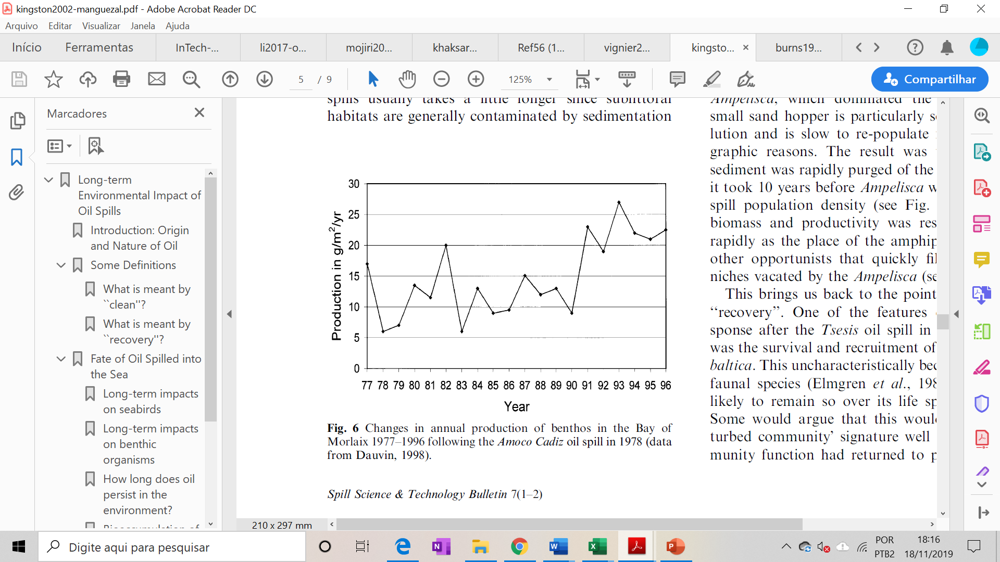 kingston2002-manguezal.pdf - Adobe Acrobat Reader DC
Arquivo Editar Visualizar Janela Ajuda
Início Ferramentas InTech-... li2017-o... mojiri20... khaksar... Ref56 (1... vignier2... kingsto... burns19...
5 / 9 125% Compartilhar
Marcadores
Long-term
Environmental Impact of
Oil Spills
Introduction: Origin
and Nature of Oil
Some Definitions
What is meant by
``clean''?
What is meant by
``recovery''?
Fate of Oil Spilled into
the Sea
Long-term impacts
on seabirds
Long-term impacts
on benthic
organisms
How long does oil
persist in the
environment?
Bioaccumulation of
spills usually takes a little longer since sublittoral
habitats are generally contaminated by sedimentation
30
25
20
15
10
5
0
Production in g/m²/yr
77 78 79 80 81 82 83 84 85 86 87 88 89 90 91 92 93 94 95 96
Year
Fig. 6 Changes in annual production of benthos in the Bay of
Morlaix 1977–1996 following the Amoco Cadiz oil spill in 1978 (data
from Dauvin, 1998).
Spill Science & Technology Bulletin 7(1–2)
Ampelisca, which dominated the
small sand hopper is particularly s
lution and is slow to re-populate
graphic reasons. The result was
sediment was rapidly purged of the
it took 10 years before Ampelisca w
spill population density (see Fig.
biomass and productivity was res
rapidly as the place of the amphip
other opportunists that quickly fil
niches vacated by the Ampelisca (se
This brings us back to the point
“recovery”. One of the features
sponse after the Tsesis oil spill in
was the survival and recruitment of
baltica. This uncharacteristically bec
faunal species (Elmgren et al., 198
likely to remain so over its life sp
Some would argue that this woul
turbed community’ signature well
munity function had returned to p
210 x 297 mm
Digite aqui para pesquisar
POR
PTB2
18:16
18/11/2019